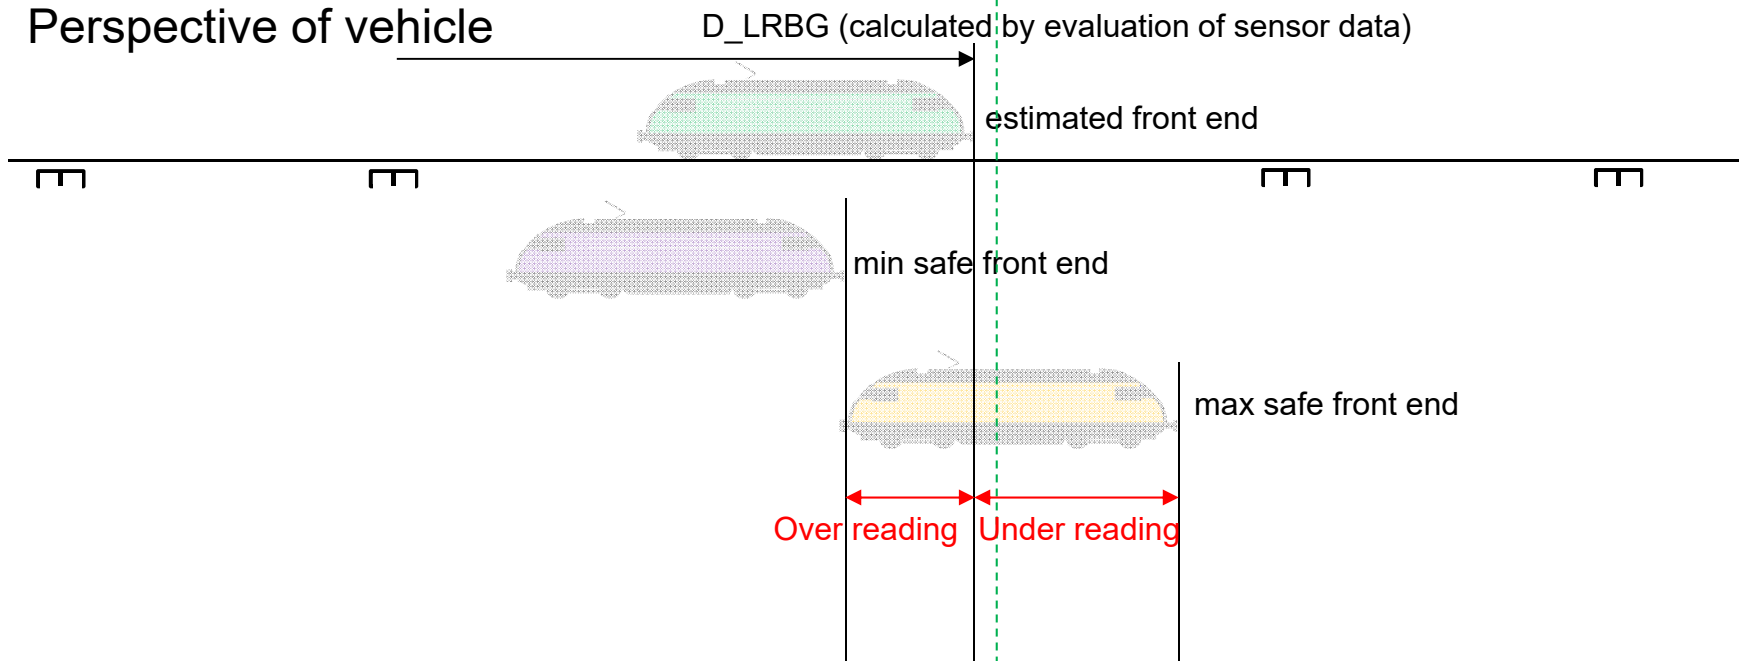 Perspective of vehicle
D_LRBG (calculated by evaluation of sensor data)
estimated front end
min safe front end
max safe front end
Over reading
Under reading